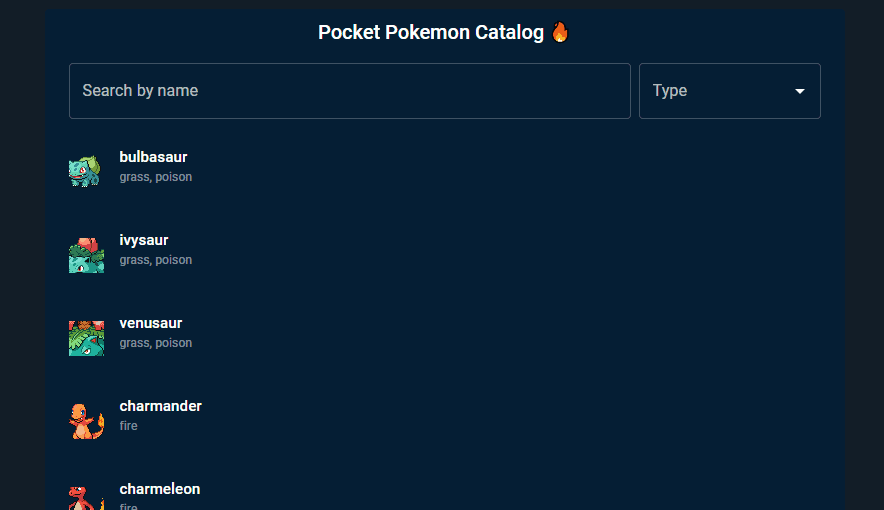 Pocket Pokemon Catalog 🔥
Search by name
Type
bulbasaur
grass, poison
ivysaur
grass, poison
venusaur
grass, poison
charmander
fire
charmeleon
fire